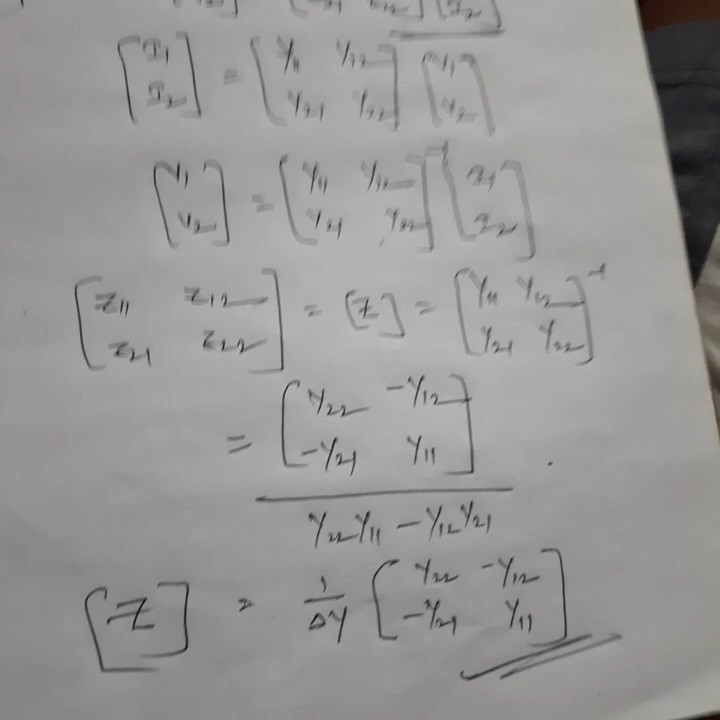 [I1 I2] = [Y11 Y12 Y21 Y22] [V1 V2]
[V1 V2] = [Y11 Y12 Y21 Y22]^-1 [I1 I2]
[Z11 Z12 Z21 Z22] = [Z] = [Y11 Y12 Y21 Y22]^-1
= [Y22 -Y12 -Y21 Y11]
Y22Y11 - Y12Y21
[Z] = 1/ΔY [Y22 -Y12 -Y21 Y11]